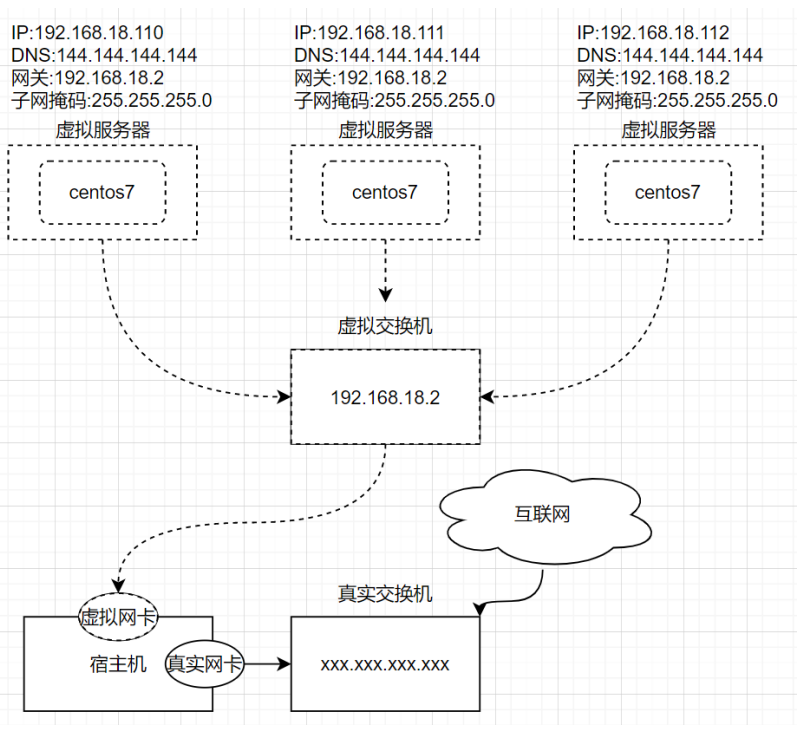 IP:192.168.18.110
DNS:144.144.144.144
网关:192.168.18.2
子网掩码:255.255.255.0
虚拟服务器
centos7
IP:192.168.18.111
DNS:144.144.144.144
网关:192.168.18.2
子网掩码:255.255.255.0
虚拟服务器
centos7
IP:192.168.18.112
DNS:144.144.144.144
网关:192.168.18.2
子网掩码:255.255.255.0
虚拟服务器
centos7
虚拟交换机
192.168.18.2
互联网
虚拟网卡
宿主机
真实网卡
真实交换机
xxx.xxx.xxx.xxx